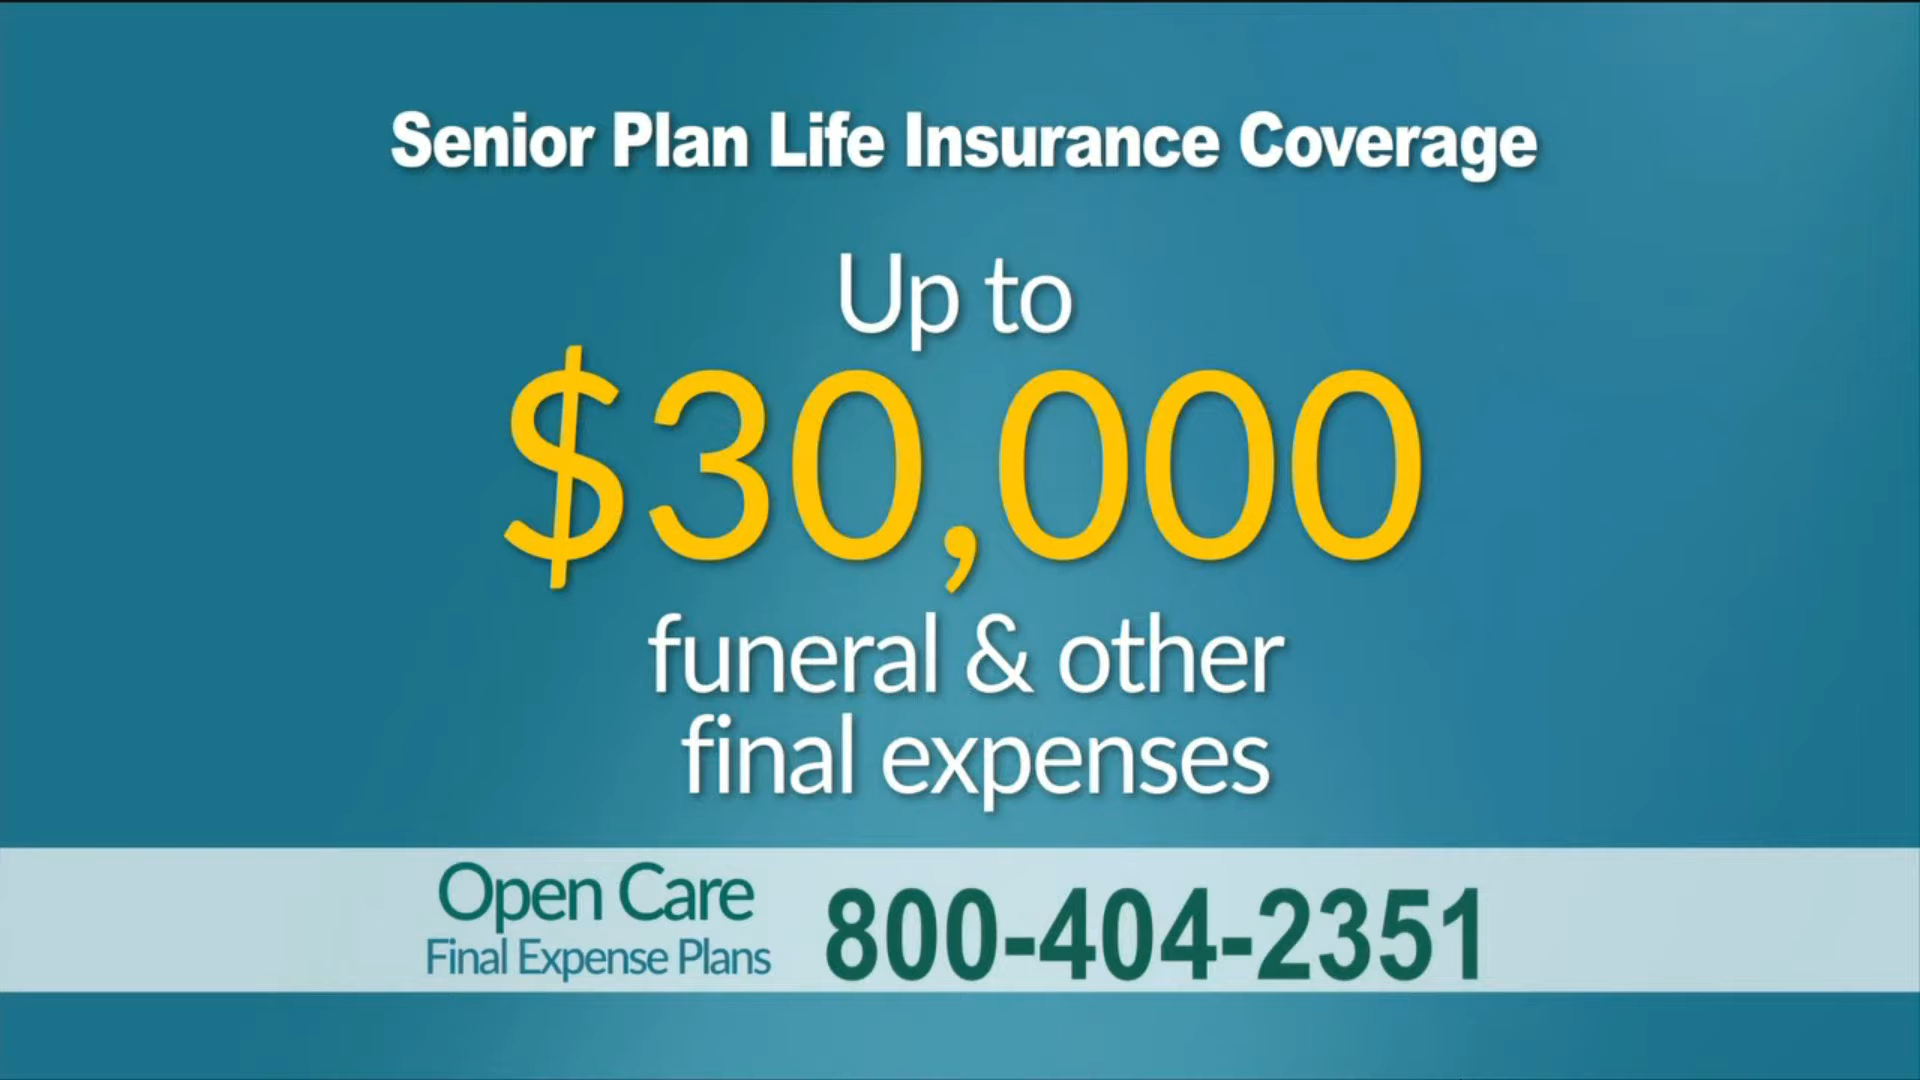 Senior Plan Life Insurance Coverage
Up to
$30,000
funeral & other
final expenses
Open Care
Final Expense Plans
800-404-2351